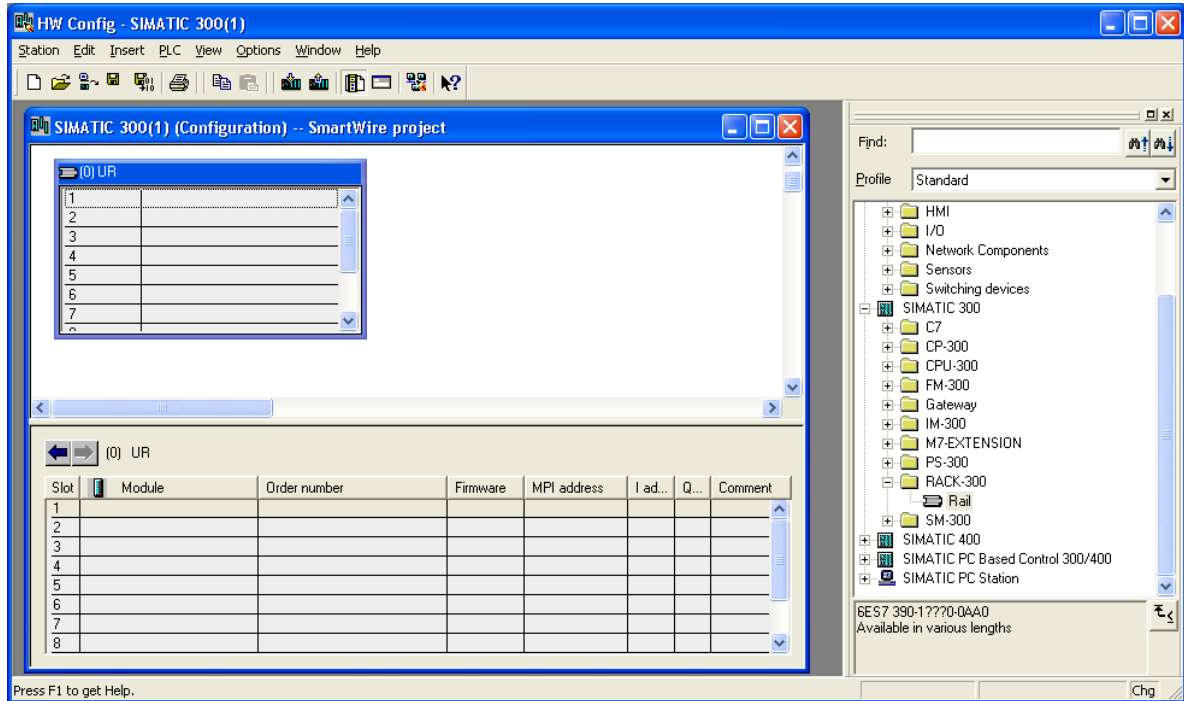 HW Config - SIMATIC 300(1)
Station Edit Insert PLC View Options Window Help
SIMATIC 300(1) (Configuration) -- SmartWire project
(0) UR
1
2
3
4
5
6
7
(0) UR
Slot Module Order number Firmware MPI address I ad... Q... Comment
1
2
3
4
5
6
7
8
Find:
Profile Standard
HMI
I/O
Network Components
Sensors
Switching devices
SIMATIC 300
C7
CP-300
CPU-300
FM-300
Gateway
IM-300
M7-EXTENSION
PS-300
RACK-300
Rail
SM-300
SIMATIC 400
SIMATIC PC Based Control 300/400
SIMATIC PC Station
6ES7 390-1???0-0AA0
Available in various lengths
Press F1 to get Help.
Chg